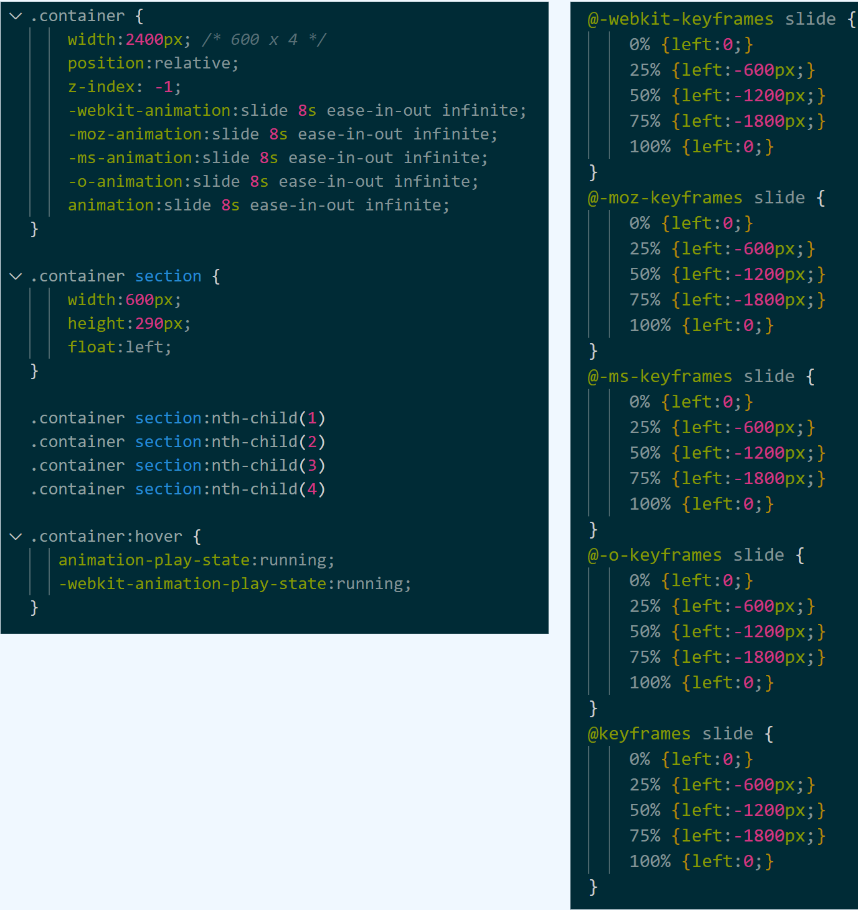 .container {
width:2400px; /* 600 x 4 */
position:relative;
z-index: -1;
-webkit-animation:slide 8s ease-in-out infinite;
-moz-animation:slide 8s ease-in-out infinite;
-ms-animation:slide 8s ease-in-out infinite;
-o-animation:slide 8s ease-in-out infinite;
animation:slide 8s ease-in-out infinite;
}
.container section {
width:600px;
height:290px;
float:left;
}
.container section:nth-child(1)
.container section:nth-child(2)
.container section:nth-child(3)
.container section:nth-child(4)
.container:hover {
animation-play-state:running;
-webkit-animation-play-state:running;
}
@-webkit-keyframes slide {
0% {left:0;}
25% {left:-600px;}
50% {left:-1200px;}
75% {left:-1800px;}
100% {left:0;}
}
@-moz-keyframes slide {
0% {left:0;}
25% {left:-600px;}
50% {left:-1200px;}
75% {left:-1800px;}
100% {left:0;}
}
@-ms-keyframes slide {
0% {left:0;}
25% {left:-600px;}
50% {left:-1200px;}
75% {left:-1800px;}
100% {left:0;}
}
@-o-keyframes slide {
0% {left:0;}
25% {left:-600px;}
50% {left:-1200px;}
75% {left:-1800px;}
100% {left:0;}
}
@keyframes slide {
0% {left:0;}
25% {left:-600px;}
50% {left:-1200px;}
75% {left:-1800px;}
100% {left:0;}
}